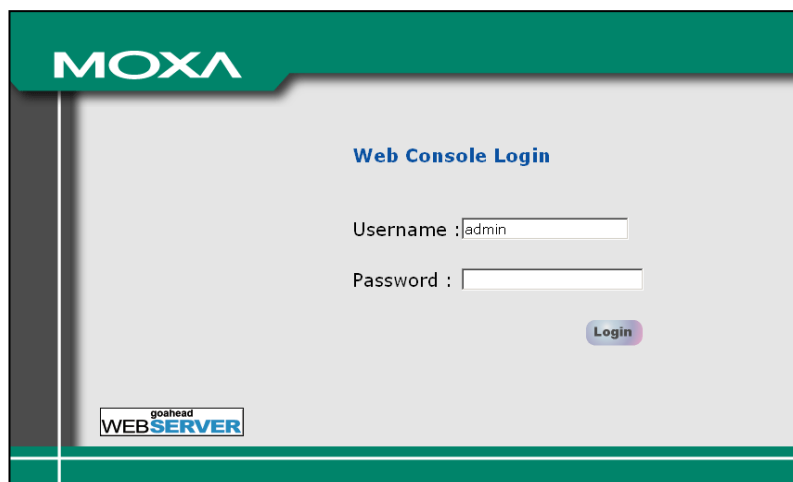 MOXA
Web Console Login
Username : admin
Password :
Login
goahead
WEBSERVER